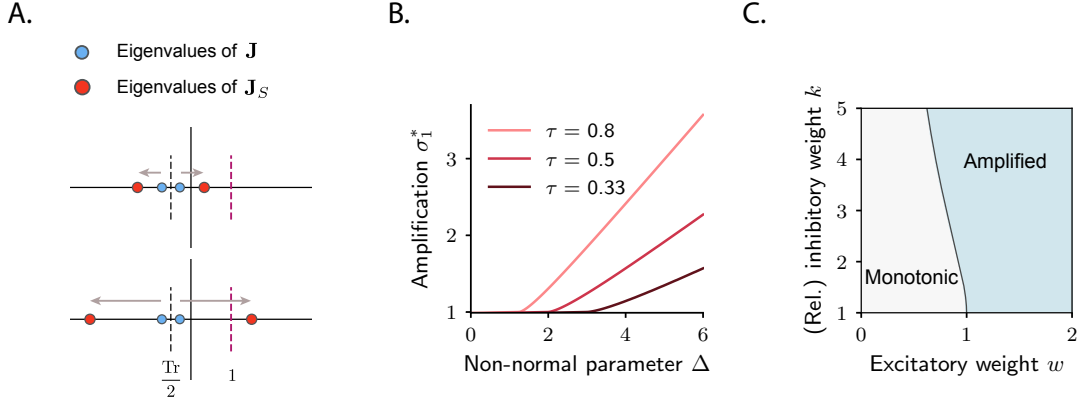 A.
Eigenvalues of J
Eigenvalues of J_S
Tr
2
1
B.
Amplification σ₁*
3
2
1
τ = 0.8
τ = 0.5
τ = 0.33
0
2
4
6
Non-normal parameter Δ
C.
(Rel.) inhibitory weight k
5
4
3
2
1
Amplified
Monotonic
0
1
2
Excitatory weight w